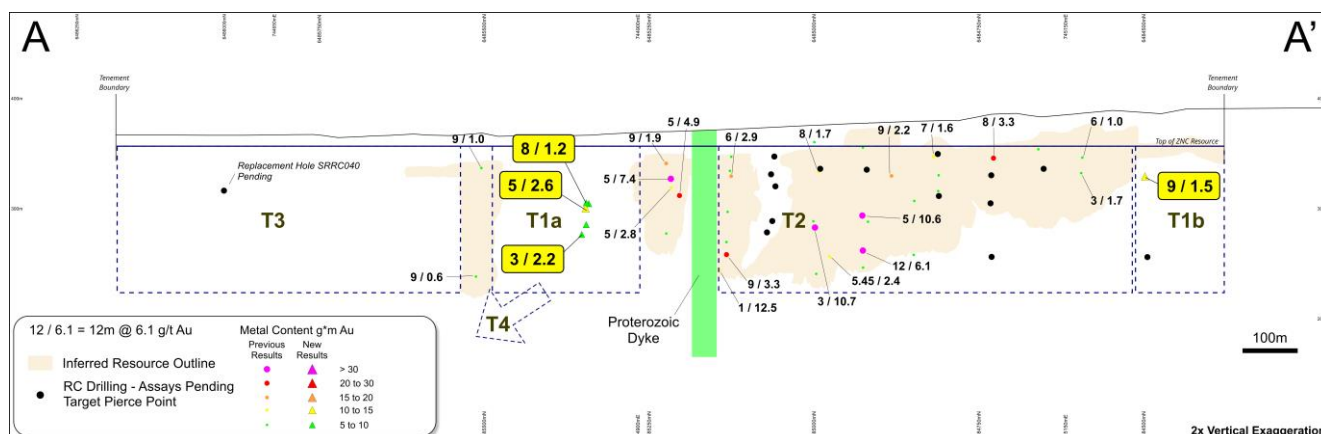 A
A'
Tenement
Boundary
Tenement
Boundary
400m
Top of ZNC Resource
5 / 4.9
9 / 1.0
8 / 1.2
9 / 1.9
6 / 2.9
8 / 1.7
9 / 2.2
7 / 1.6
8 / 3.3
6 / 1.0
Replacement Hole SRRC040
Pending
5 / 2.6
5 / 7.4
9 / 1.5
3 / 1.7
300m
T3
T1a
T2
T1b
5 / 10.6
5 / 2.8
3 / 2.2
9 / 0.6
12 / 6.1
5.45 / 2.4
9 / 3.3
3 / 10.7
1 / 12.5
T4
Proterozoic
Dyke
12 / 6.1 = 12m @ 6.1 g/t Au
Metal Content g*m Au
Previous
Results
New
Results
Inferred Resource Outline
RC Drilling - Assays Pending
Target Pierce Point
> 30
20 to 30
15 to 20
10 to 15
5 to 10
100m
2x Vertical Exaggeration